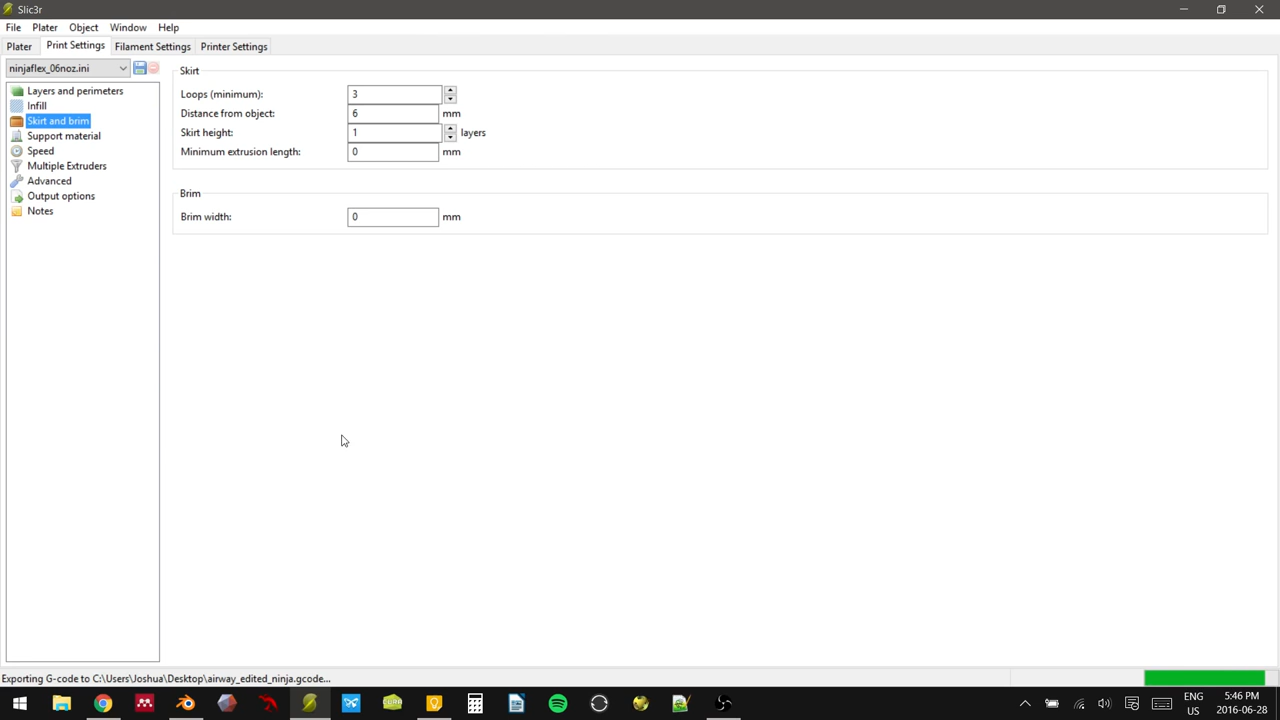 Slic3r
File Plater Object Window Help
Plater Print Settings Filament Settings Printer Settings
ninjaflex_06noz.ini
Layers and perimeters
Infill
Skirt and brim
Support material
Speed
Multiple Extruders
Advanced
Output options
Notes
Skirt
Loops (minimum): 3
Distance from object: 6 mm
Skirt height: 1 layers
Minimum extrusion length: 0 mm
Brim
Brim width: 0 mm
Exporting G-code to C:\Users\Joshua\Desktop\airway_edited_ninja.gcode...
CURA
ENG 5:46 PM
US 2016-06-28